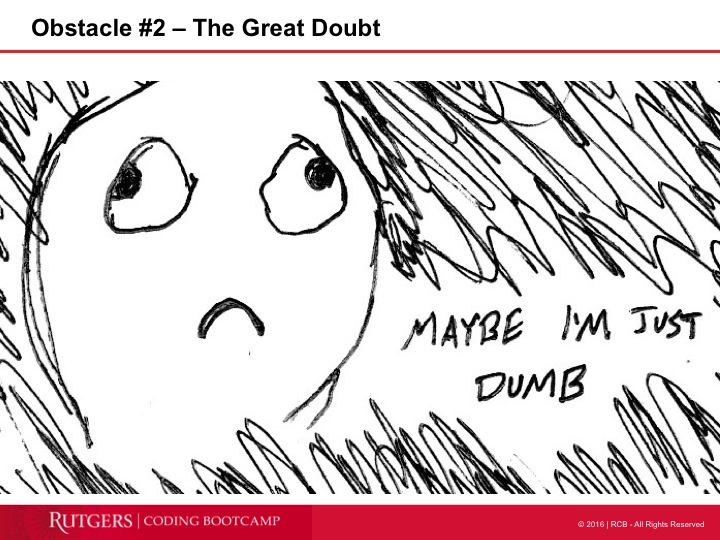 Obstacle #2 – The Great Doubt
MAYBE I'M JUST
DUMB
RUTGERS | CODING BOOTCAMP
© 2016 | RCB - All Rights Reserved